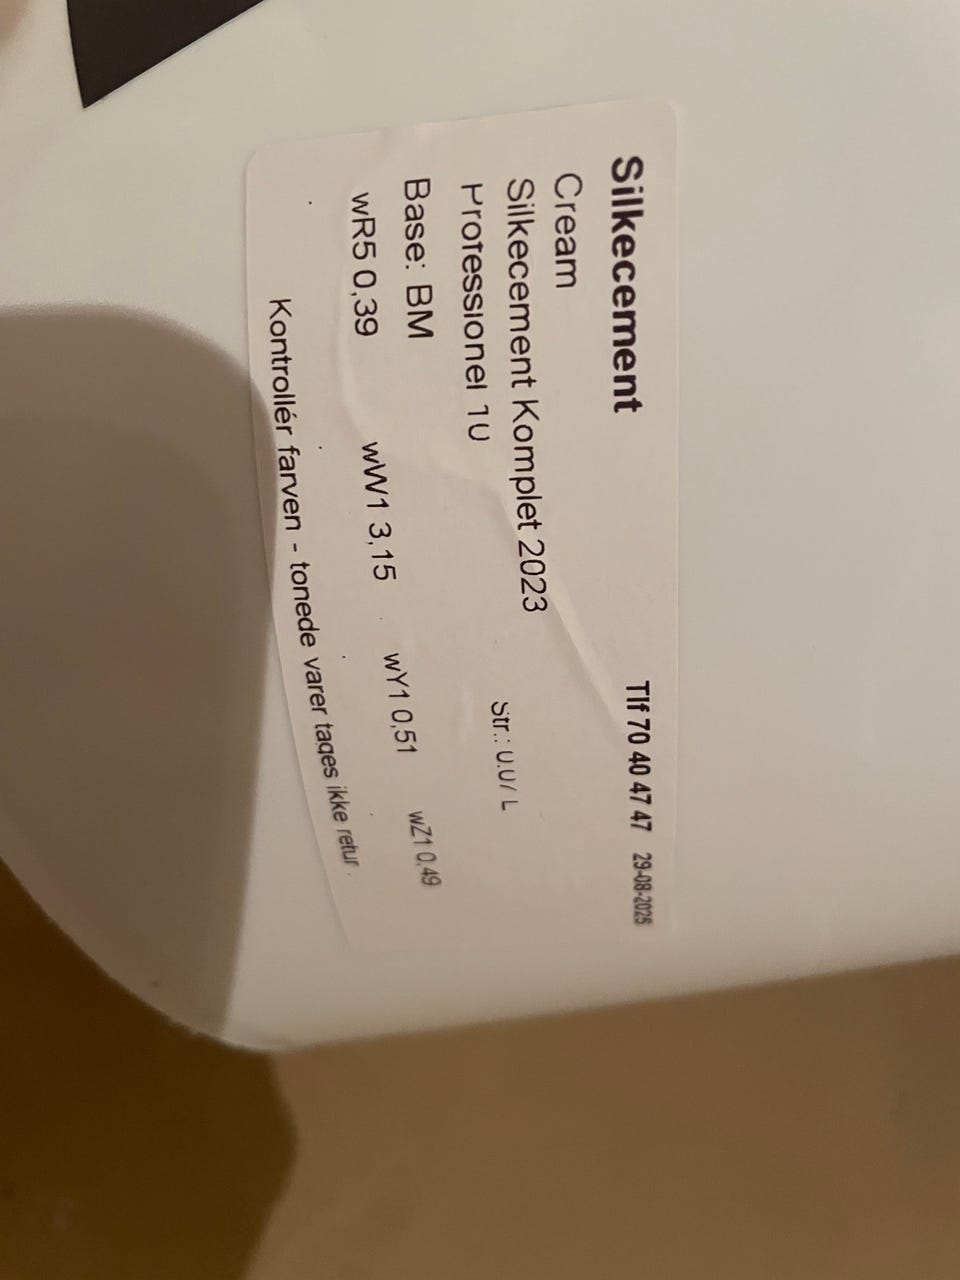 Silkecement Tlf 70 40 47 47 29-08-2025
Cream
Silkecement Komplet 2023
Professionel 10 Str.: 0.07 L
Base: BM
wR5 0,39 wW1 3,15 wY1 0,51 wZ1 0,49
Kontrollér farven - tonede varer tages ikke retur.